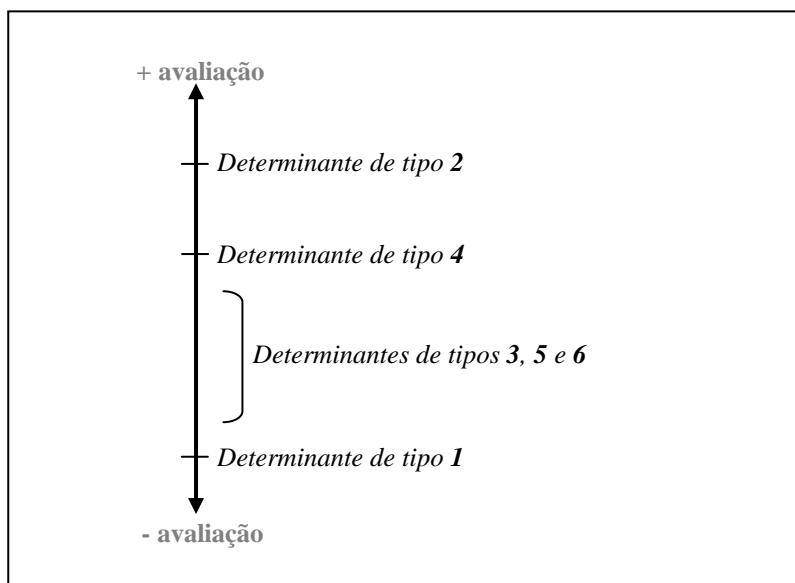 + avaliação
Determinante de tipo 2
Determinante de tipo 4
Determinantes de tipos 3, 5 e 6
Determinante de tipo 1
- avaliação